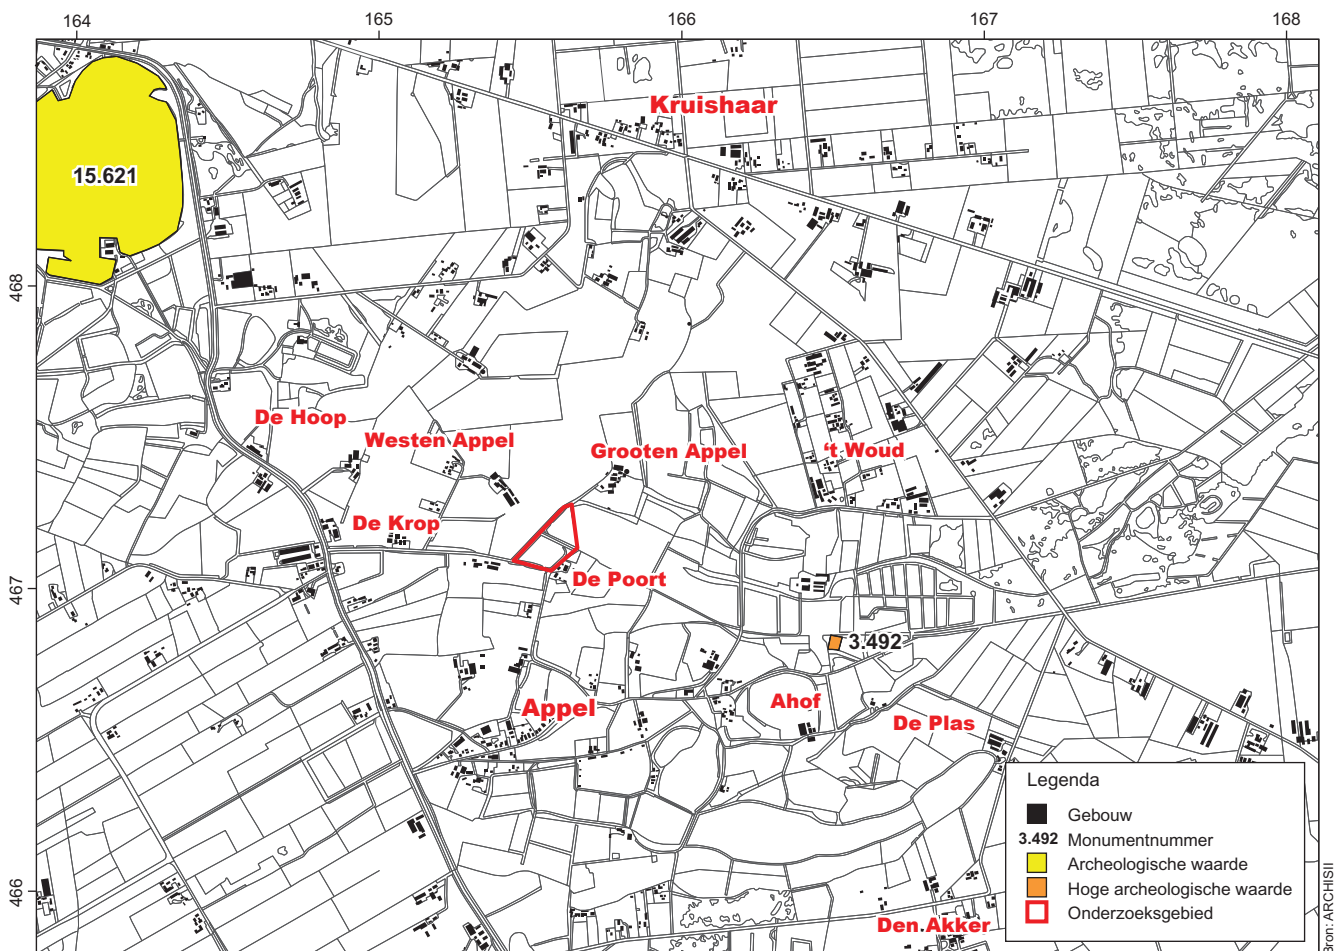 164 165 166 167 168
Kruishaar
15.621
468
De Hoop
Westen Appel
Grooten Appel
't Woud
De Krop
De Poort
467
3.492
Appel
Ahof
De Plas
Legenda
Gebouw
3.492 Monumentnummer
Archeologische waarde
Hoge archeologische waarde
Onderzoeksgebied
466
Den Akker
Bron: ARCHISII